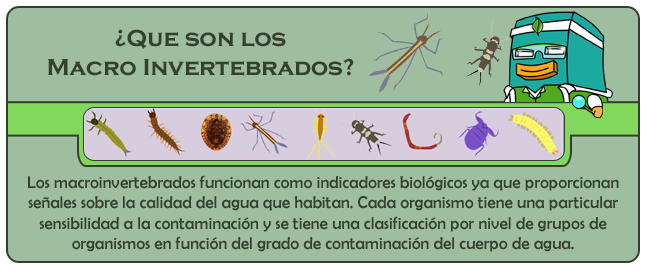 ¿Que son los
Macro Invertebrados?
Los macroinvertebrados funcionan como indicadores biológicos ya que proporcionan
señales sobre la calidad del agua que habitan. Cada organismo tiene una particular
sensibilidad a la contaminación y se tiene una clasificación por nivel de grupos de
organismos en función del grado de contaminación del cuerpo de agua.